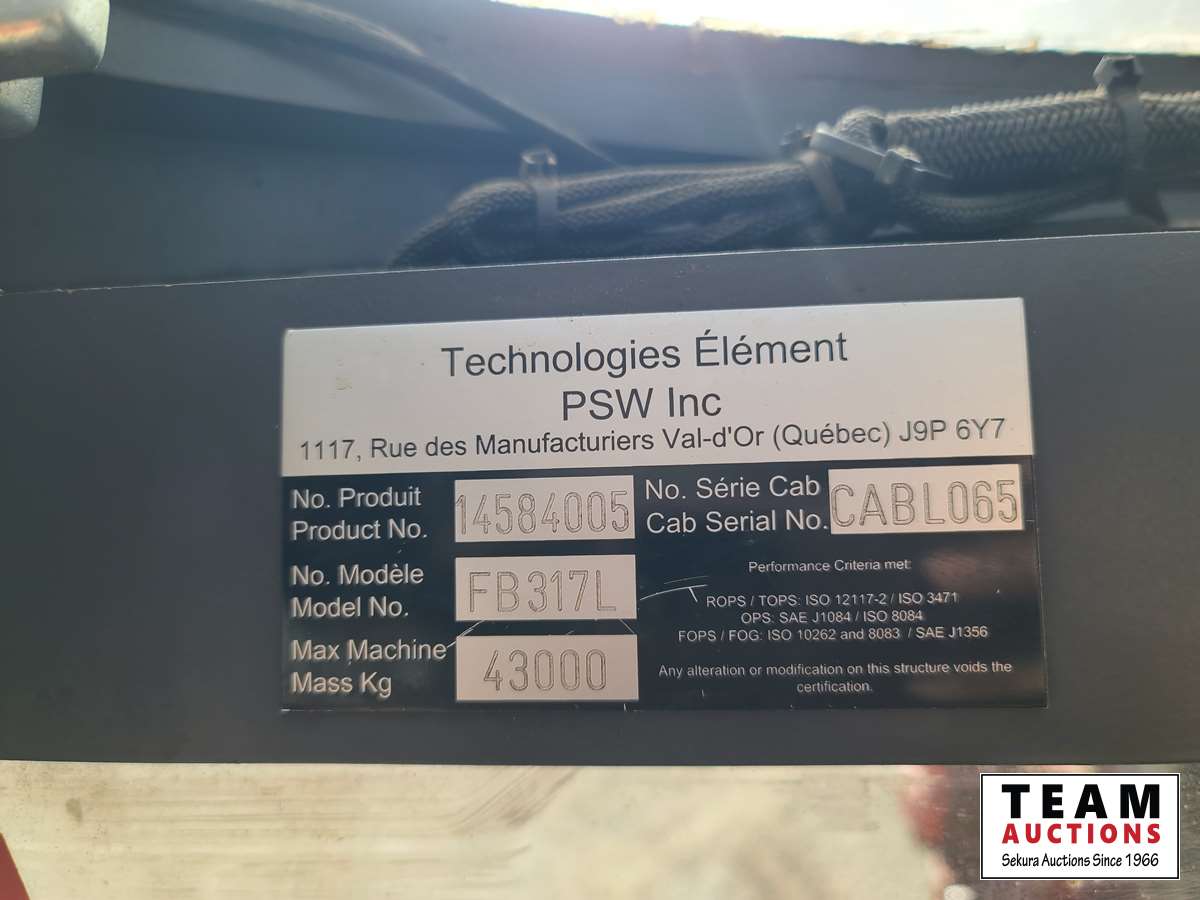 Technologies Élément
PSW Inc
1117, Rue des Manufacturiers Val-d'Or (Québec) J9P 6Y7
No. Produit
Product No.
14584005
No. Série Cab
Cab Serial No.
CABL065
No. Modèle
Model No.
FB317L
Max Machine
Mass Kg
43000
Performance Criteria met:
ROPS / TOPS: ISO 12117-2 / ISO 3471
OPS: SAE J1084 / ISO 8084
FOPS / FOG: ISO 10262 and 8083 / SAE J1356
Any alteration or modification on this structure voids the
certification.
TEAM
AUCTIONS
Sekura Auctions Since 1966